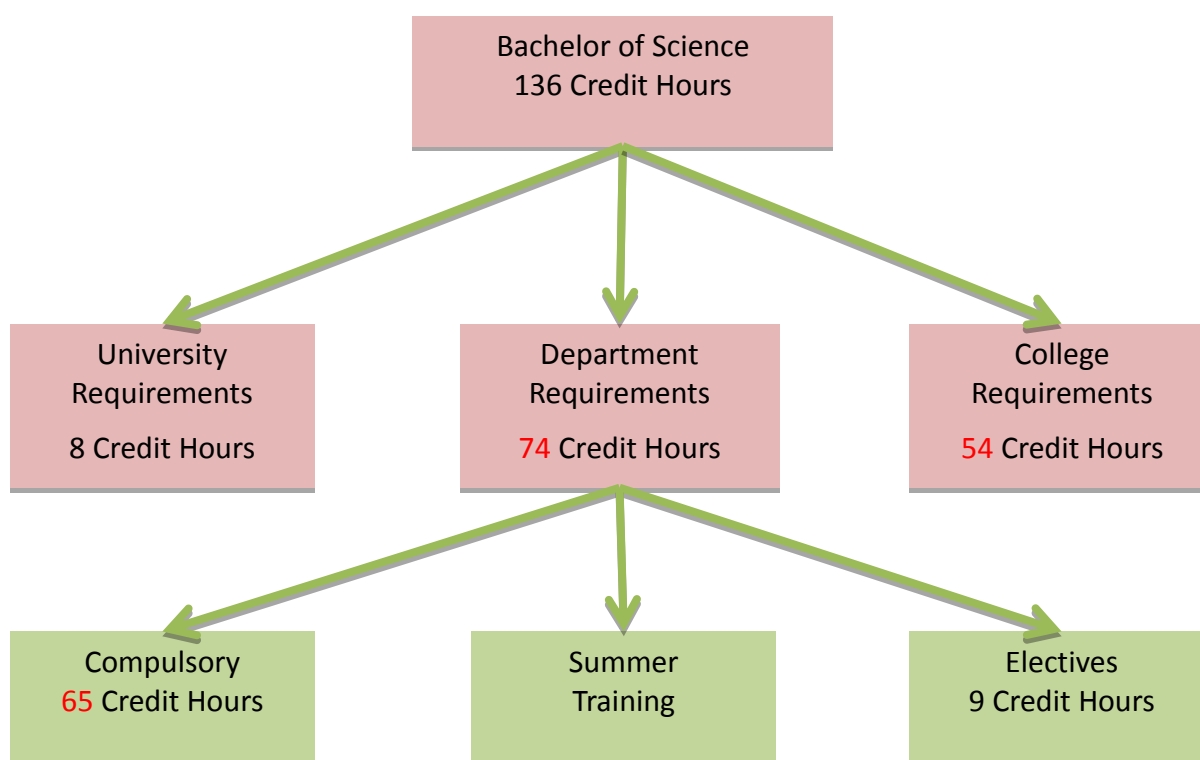 Bachelor of Science
136 Credit Hours
University
Requirements
8 Credit Hours
Department
Requirements
74 Credit Hours
College
Requirements
54 Credit Hours
Compulsory
65 Credit Hours
Summer
Training
Electives
9 Credit Hours